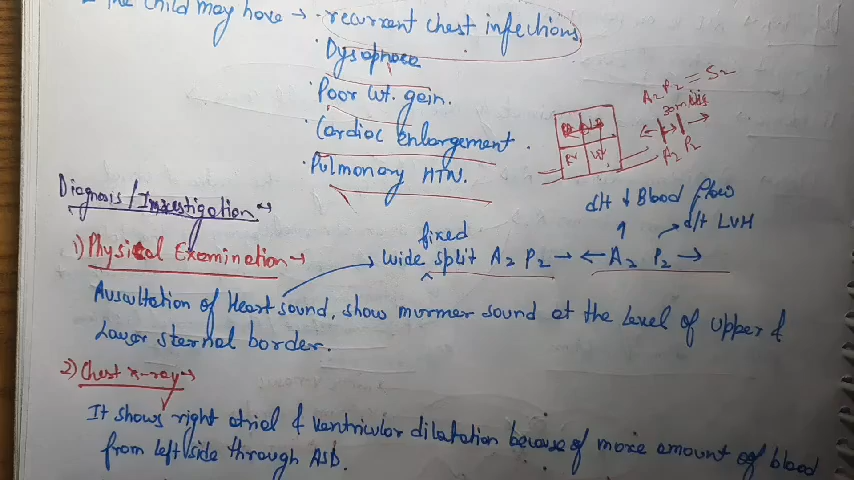 The child may have → · recurrent chest infections
· Dyspnoea
· Poor wt. gain.
· Cardiac enlargement.
· Pulmonary HTN.
A2 P2 = S2
A2 P2
Diagnosis / Investigation →
d/t ↓ Blood flow
d/t LVH
1) Physical Examination →
fixed
wide split A2 P2 → ← A2 P2 →
Auscultation of Heart sound, show murmer sound at the level of upper &
Lower sternal border.
2) Chest x-ray →
It shows right atrial & ventricular dilatation because of more amount of blood
from left side through ASD.